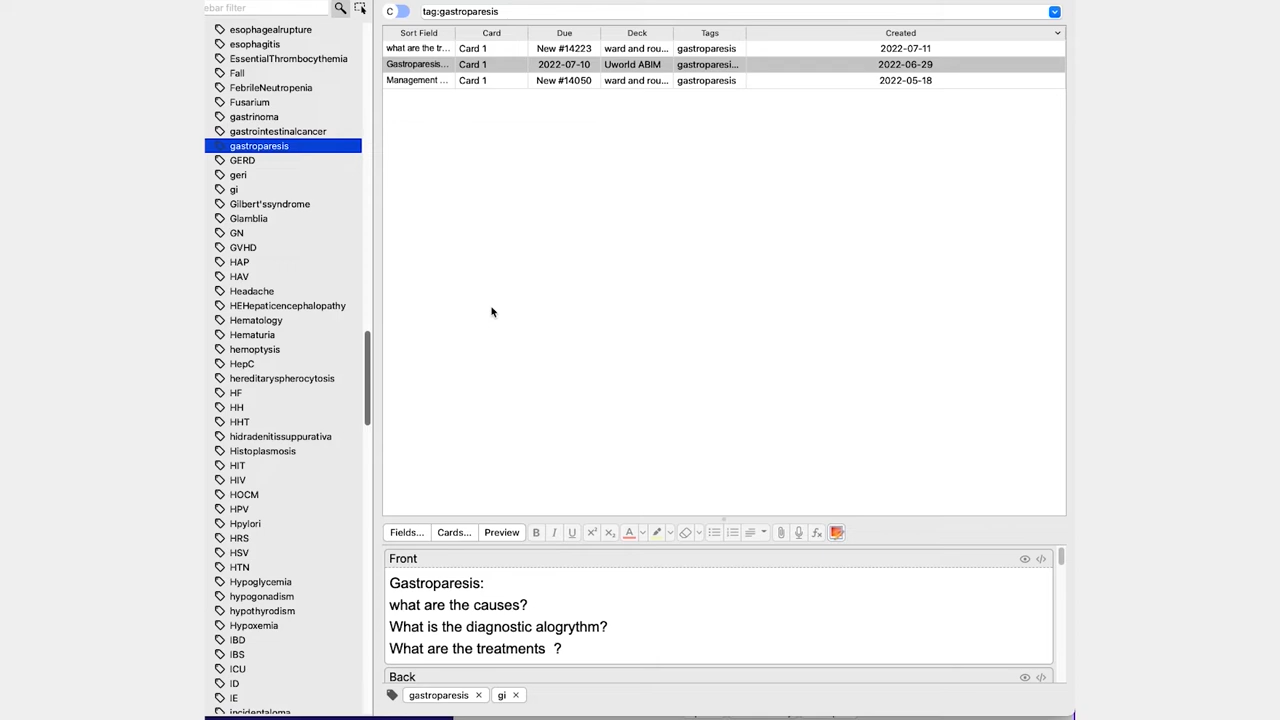 ebar filter
esophagealrupture
esophagitis
EssentialThrombocythemia
Fall
FebrileNeutropenia
Fusarium
gastrinoma
gastrointestinalcancer
gastroparesis
GERD
geri
gi
Gilbert'ssyndrome
GIamblia
GN
GVHD
HAP
HAV
Headache
HEHepaticencephalopathy
Hematology
Hematuria
hemoptysis
HepC
hereditaryspherocytosis
HF
HH
HHT
hidradenitissuppurativa
Histoplasmosis
HIT
HIV
HOCM
HPV
Hpylori
HRS
HSV
HTN
Hypoglycemia
hypogonadism
hypothyrodism
Hypoxemia
IBD
IBS
ICU
ID
IE
incidentaloma
C tag:gastroparesis
Sort Field Card Due Deck Tags Created
what are the tr... Card 1 New #14223 ward and rou... gastroparesis 2022-07-11
Gastroparesis... Card 1 2022-07-10 Uworld ABIM gastroparesi... 2022-06-29
Management ... Card 1 New #14050 ward and rou... gastroparesis 2022-05-18
Fields... Cards... Preview B I U X² X₂ A fx
Front
Gastroparesis:
what are the causes?
What is the diagnostic alogrythm?
What are the treatments ?
Back
gastroparesis × gi ×